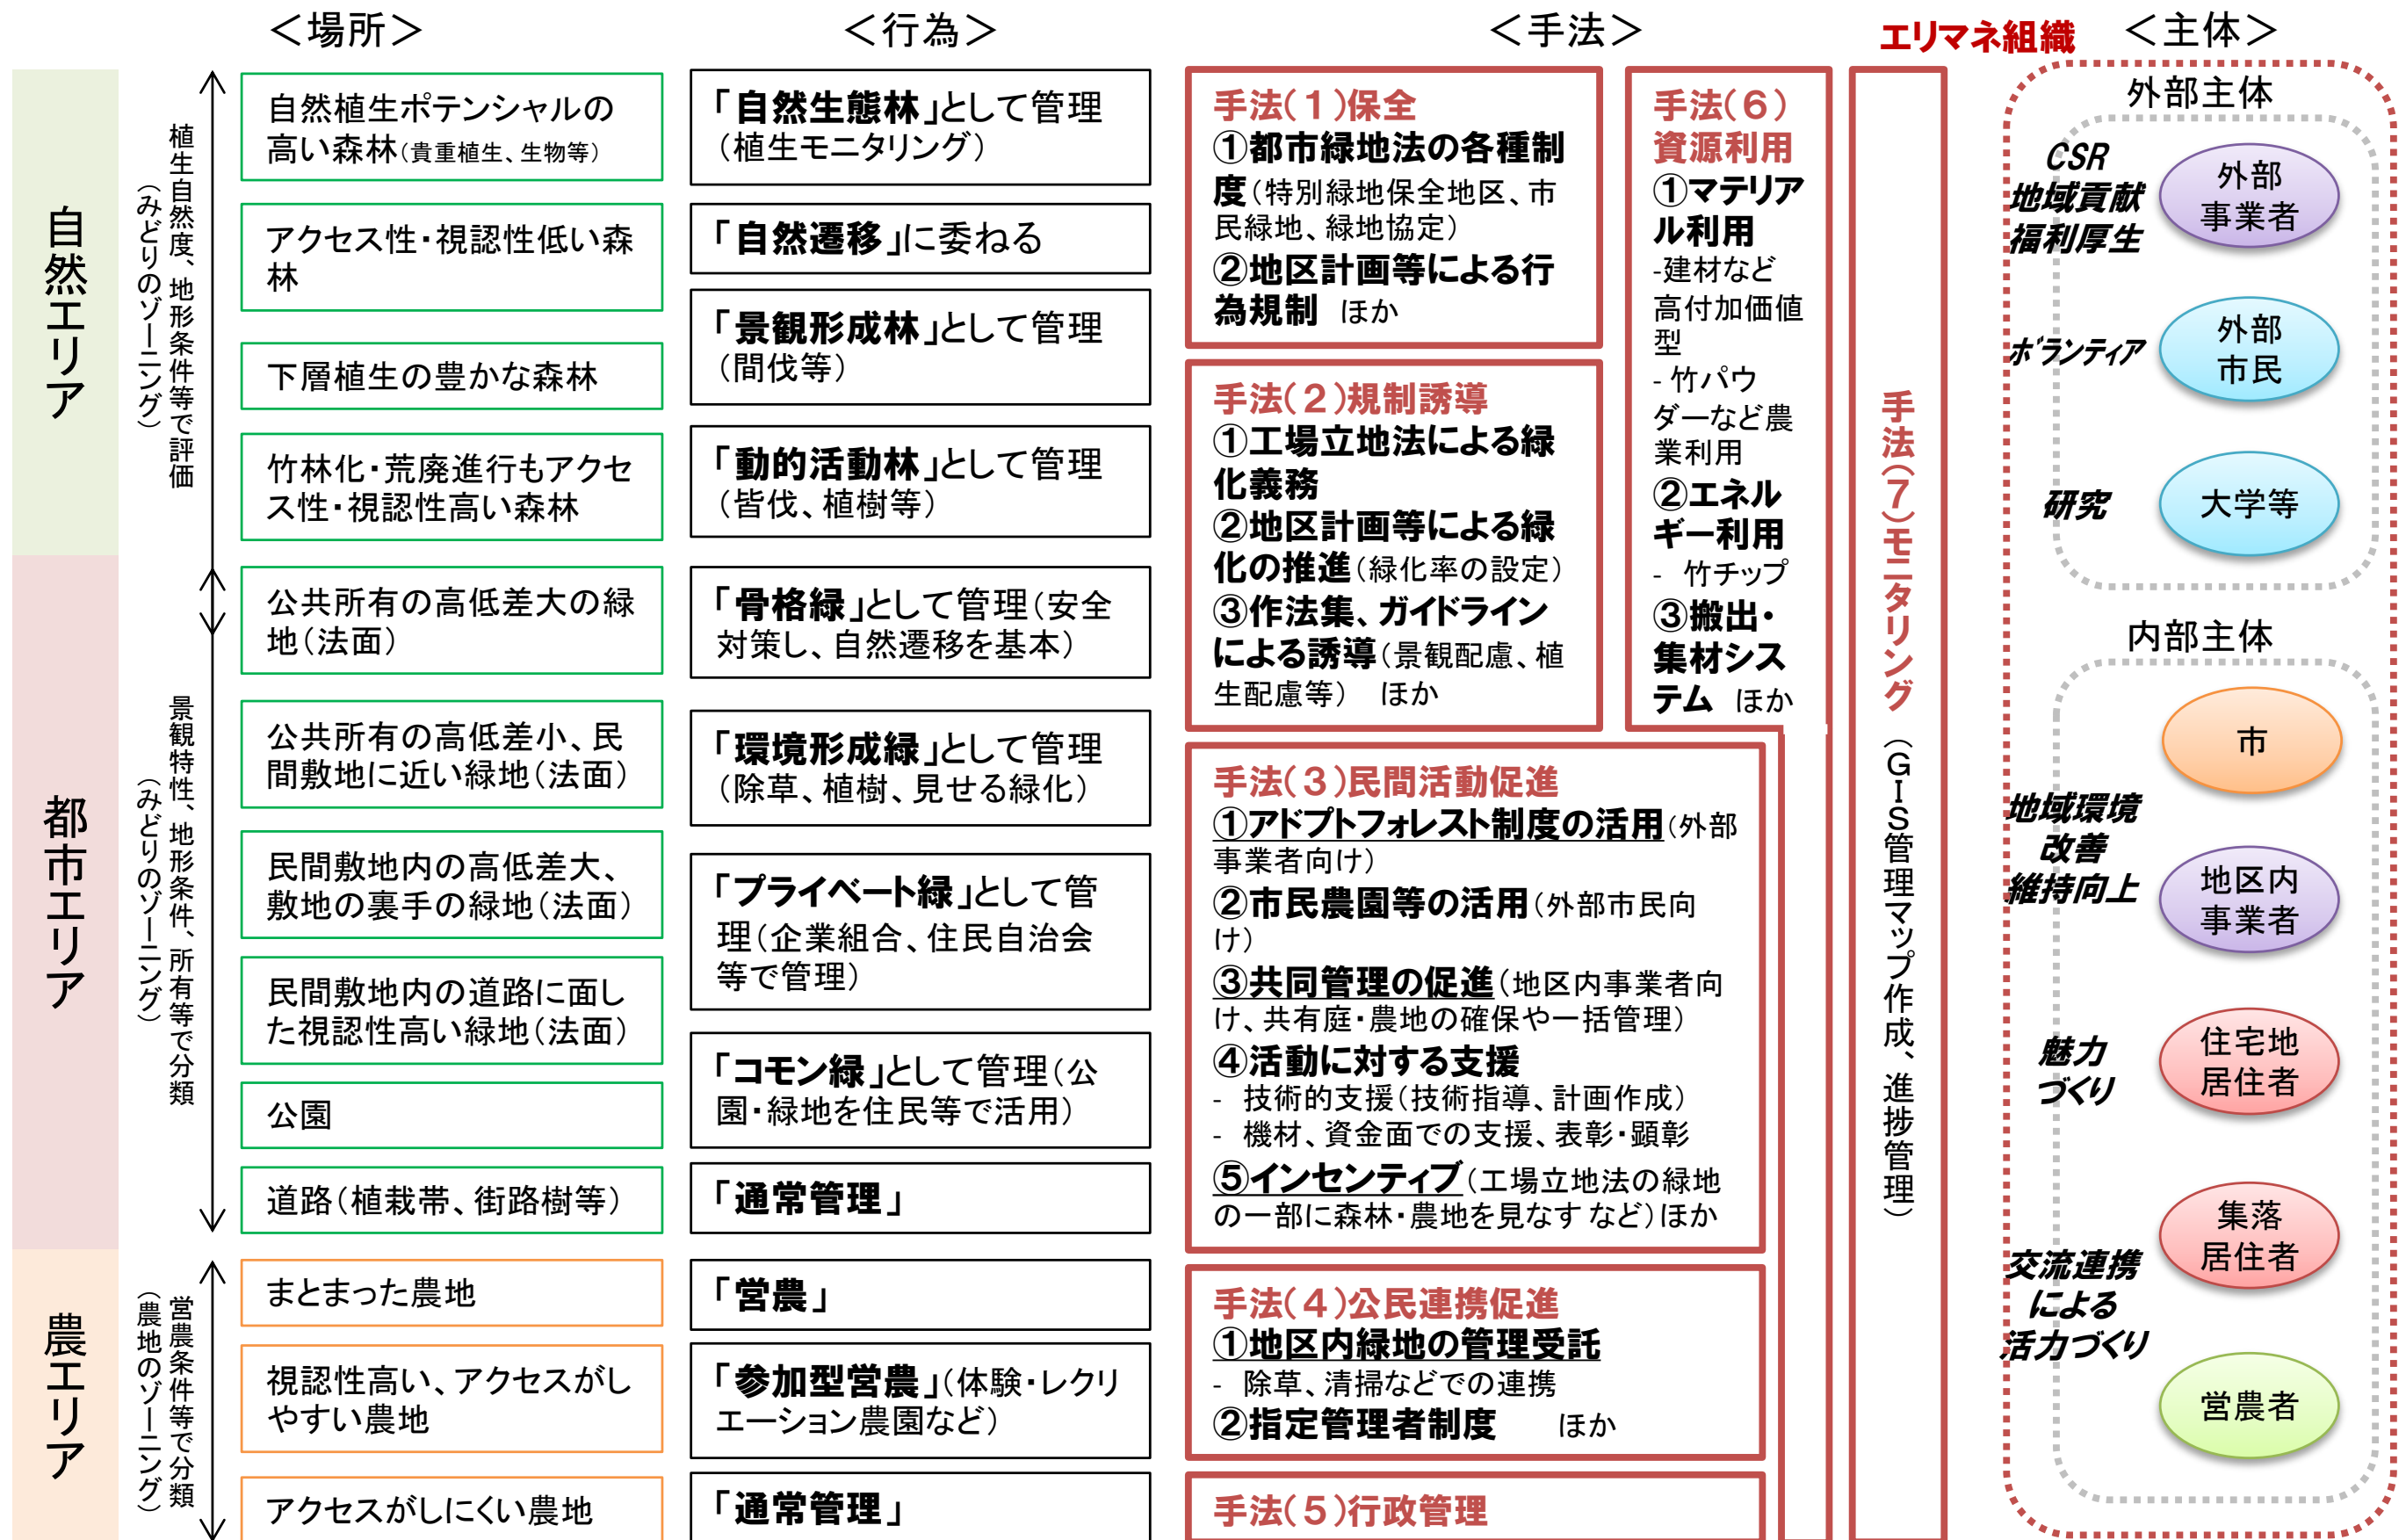 ＜場所＞
＜行為＞
＜手法＞
エリマネ組織
＜主体＞
自然エリア
植生自然度、地形条件等で評価
（みどりのゾーニング）
自然植生ポテンシャルの
高い森林（貴重植生、生物等）
アクセス性・視認性低い森
林
下層植生の豊かな森林
竹林化・荒廃進行もアクセ
ス性・視認性高い森林
都市エリア
景観特性、地形条件、所有等で分類
（みどりのゾーニング）
公共所有の高低差大の緑
地（法面）
公共所有の高低差小、民
間敷地に近い緑地（法面）
民間敷地内の高低差大、
敷地の裏手の緑地（法面）
民間敷地内の道路に面し
た視認性高い緑地（法面）
公園
道路（植栽帯、街路樹等）
農エリア
営農条件等で分類
（農地のゾーニング）
まとまった農地
視認性高い、アクセスがし
やすい農地
アクセスがしにくい農地
「自然生態林」として管理
（植生モニタリング）
「自然遷移」に委ねる
「景観形成林」として管理
（間伐等）
「動的活動林」として管理
（皆伐、植樹等）
「骨格緑」として管理（安全
対策し、自然遷移を基本）
「環境形成緑」として管理
（除草、植樹、見せる緑化）
「プライベート緑」として管
理（企業組合、住民自治会
等で管理）
「コモン緑」として管理（公
園・緑地を住民等で活用）
「通常管理」
「営農」
「参加型営農」（体験・レクリ
エーション農園など）
「通常管理」
手法（１）保全
①都市緑地法の各種制
度（特別緑地保全地区、市
民緑地、緑地協定）
②地区計画等による行
為規制　ほか
手法（２）規制誘導
①工場立地法による緑
化義務
②地区計画等による緑
化の推進（緑化率の設定）
③作法集、ガイドライン
による誘導（景観配慮、植
生配慮等）　ほか
手法（３）民間活動促進
①アドプトフォレスト制度の活用（外部
事業者向け）
②市民農園等の活用（外部市民向
け）
③共同管理の促進（地区内事業者向
け、共有庭・農地の確保や一括管理）
④活動に対する支援
-　技術的支援（技術指導、計画作成）
-　機材、資金面での支援、表彰・顕彰
⑤インセンティブ（工場立地法の緑地
の一部に森林・農地を見なす など）ほか
手法（４）公民連携促進
①地区内緑地の管理受託
-　除草、清掃などでの連携
②指定管理者制度　　ほか
手法（５）行政管理
手法（６）
資源利用
①マテリア
ル利用
-建材など
高付加価値
型
- 竹パウ
ダーなど農
業利用
②エネル
ギー利用
-　竹チップ
③搬出・
集材シス
テム　ほか
手法（７）モニタリング　（ＧＩＳ管理マップ作成、進捗管理）
外部主体
CSR
地域貢献
福利厚生
外部
事業者
ボランティア
外部
市民
研究
大学等
内部主体
市
地域環境
改善
維持向上
地区内
事業者
魅力
づくり
住宅地
居住者
集落
居住者
交流連携
による
活力づくり
営農者